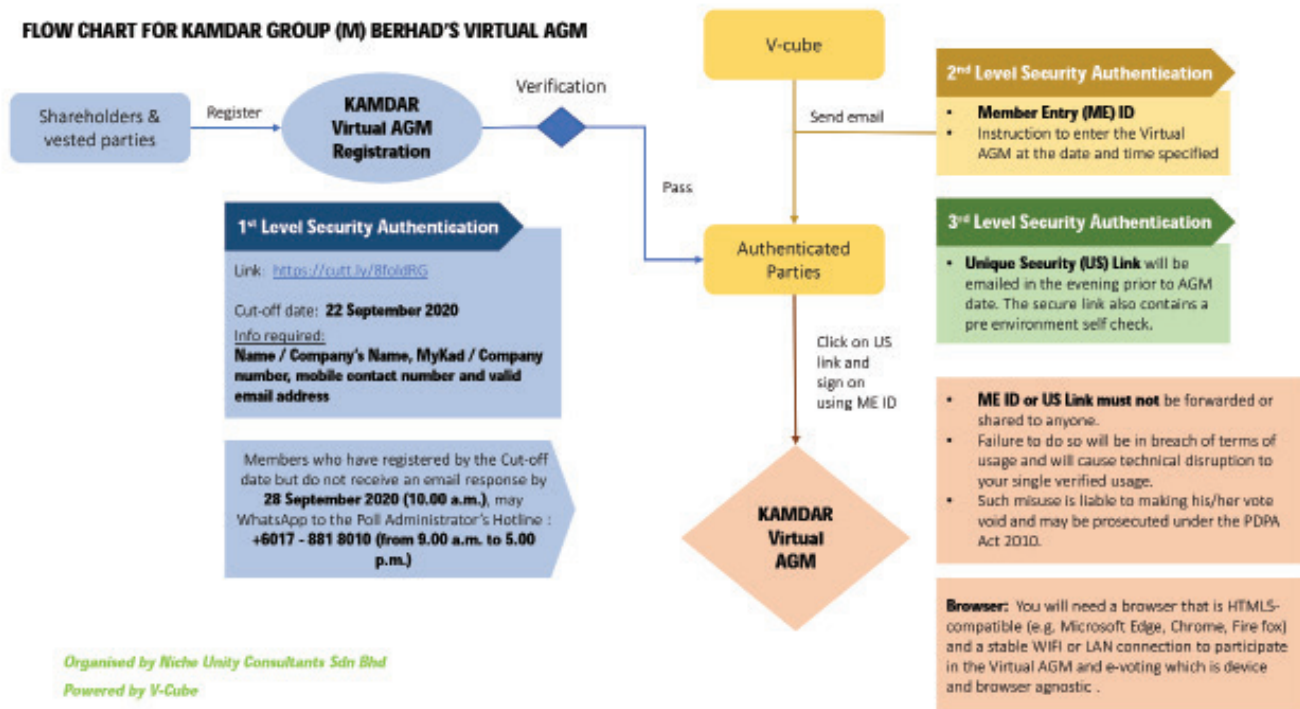 FLOW CHART FOR KAMDAR GROUP (M) BERHAD'S VIRTUAL AGM
Shareholders &
vested parties
Register
KAMDAR
Virtual AGM
Registration
Verification
Pass
V-cube
Send email
Authenticated
Parties
Click on US
link and
sign on
using ME ID
KAMDAR
Virtual
AGM
1st Level Security Authentication
Link: https://cutt.ly/8foldRG
Cut-off date: 22 September 2020
Info required:
Name / Company's Name, MyKad / Company
number, mobile contact number and valid
email address
Members who have registered by the Cut-off
date but do not receive an email response by
28 September 2020 (10.00 a.m.), may
WhatsApp to the Poll Administrator's Hotline :
+6017 - 881 8010 (from 9.00 a.m. to 5.00
p.m.)
2nd Level Security Authentication
• Member Entry (ME) ID
• Instruction to enter the Virtual
AGM at the date and time specified
3rd Level Security Authentication
• Unique Security (US) Link will be
emailed in the evening prior to AGM
date. The secure link also contains a
pre environment self check.
• ME ID or US Link must not be forwarded or
shared to anyone.
• Failure to do so will be in breach of terms of
usage and will cause technical disruption to
your single verified usage.
• Such misuse is liable to making his/her vote
void and may be prosecuted under the PDPA
Act 2010.
Browser: You will need a browser that is HTML5-
compatible (e.g. Microsoft Edge, Chrome, Fire fox)
and a stable WIFI or LAN connection to participate
in the Virtual AGM and e-voting which is device
and browser agnostic .
Organised by Niche Unity Consultants Sdn Bhd
Powered by V-Cube